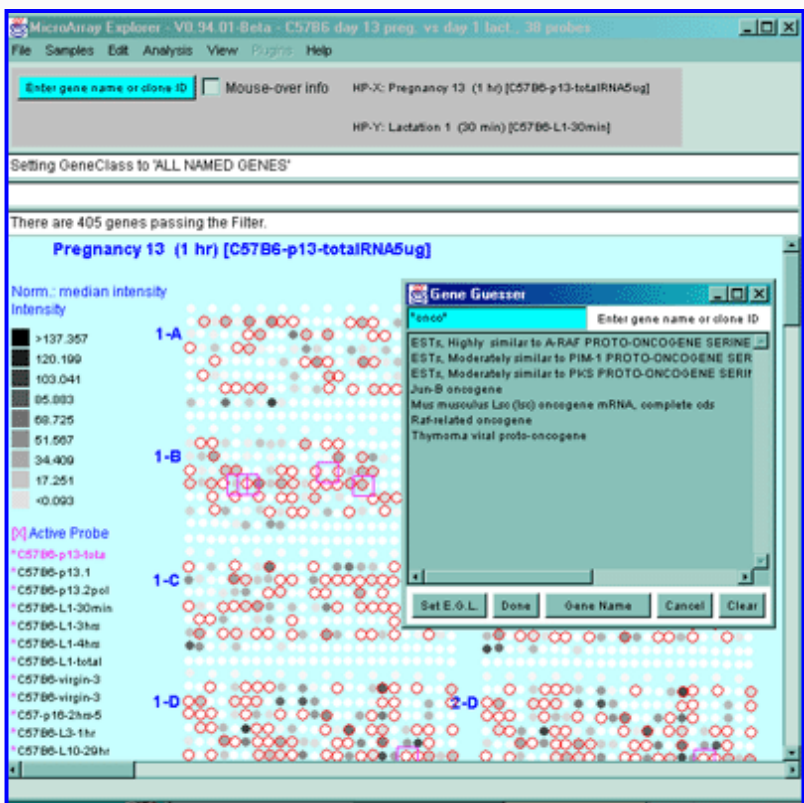 MicroArray Explorer - V0.94.01-Beta - C57B6 day 13 preg. vs day 1 lact., 38 probes
File Samples Edit Analysis View Plugins Help
Enter gene name or clone ID Mouse-over info HP-X: Pregnancy 13 (1 hr) [C57B6-p13-totalRNA5ug]
HP-Y: Lactation 1 (30 min) [C57B6-L1-30min]
Setting GeneClass to 'ALL NAMED GENES'
There are 405 genes passing the Filter.
Pregnancy 13 (1 hr) [C57B6-p13-totalRNA5ug]
Norm.: median intensity
Intensity
>137.357
120.199
103.041
85.883
68.725
51.567
34.409
17.251
<0.093
1-A
1-B
1-C
1-D
2-D
[X] Active Probe
*C57B6-p13-tota
*C57B6-p13.1
*C57B6-p13.2pol
*C57B6-L1-30min
*C57B6-L1-3hrs
*C57B6-L1-4hrs
*C57B6-L1-total
*C57B6-virgin-3
*C57B6-virgin-3
*C57-p16-2hrs-5
*C57B6-L3-1hr
*C57B6-L10-29hr
Gene Guesser
*onco* Enter gene name or clone ID
ESTs, Highly similar to A-RAF PROTO-ONCOGENE SERINE
ESTs, Moderately similar to PIM-1 PROTO-ONCOGENE SER
ESTs, Moderately similar to PKS PROTO-ONCOGENE SERIN
Jun-B oncogene
Mus musculus Lsc (lsc) oncogene mRNA, complete cds
Raf-related oncogene
Thymoma viral proto-oncogene
Set E.G.L. Done Gene Name Cancel Clear